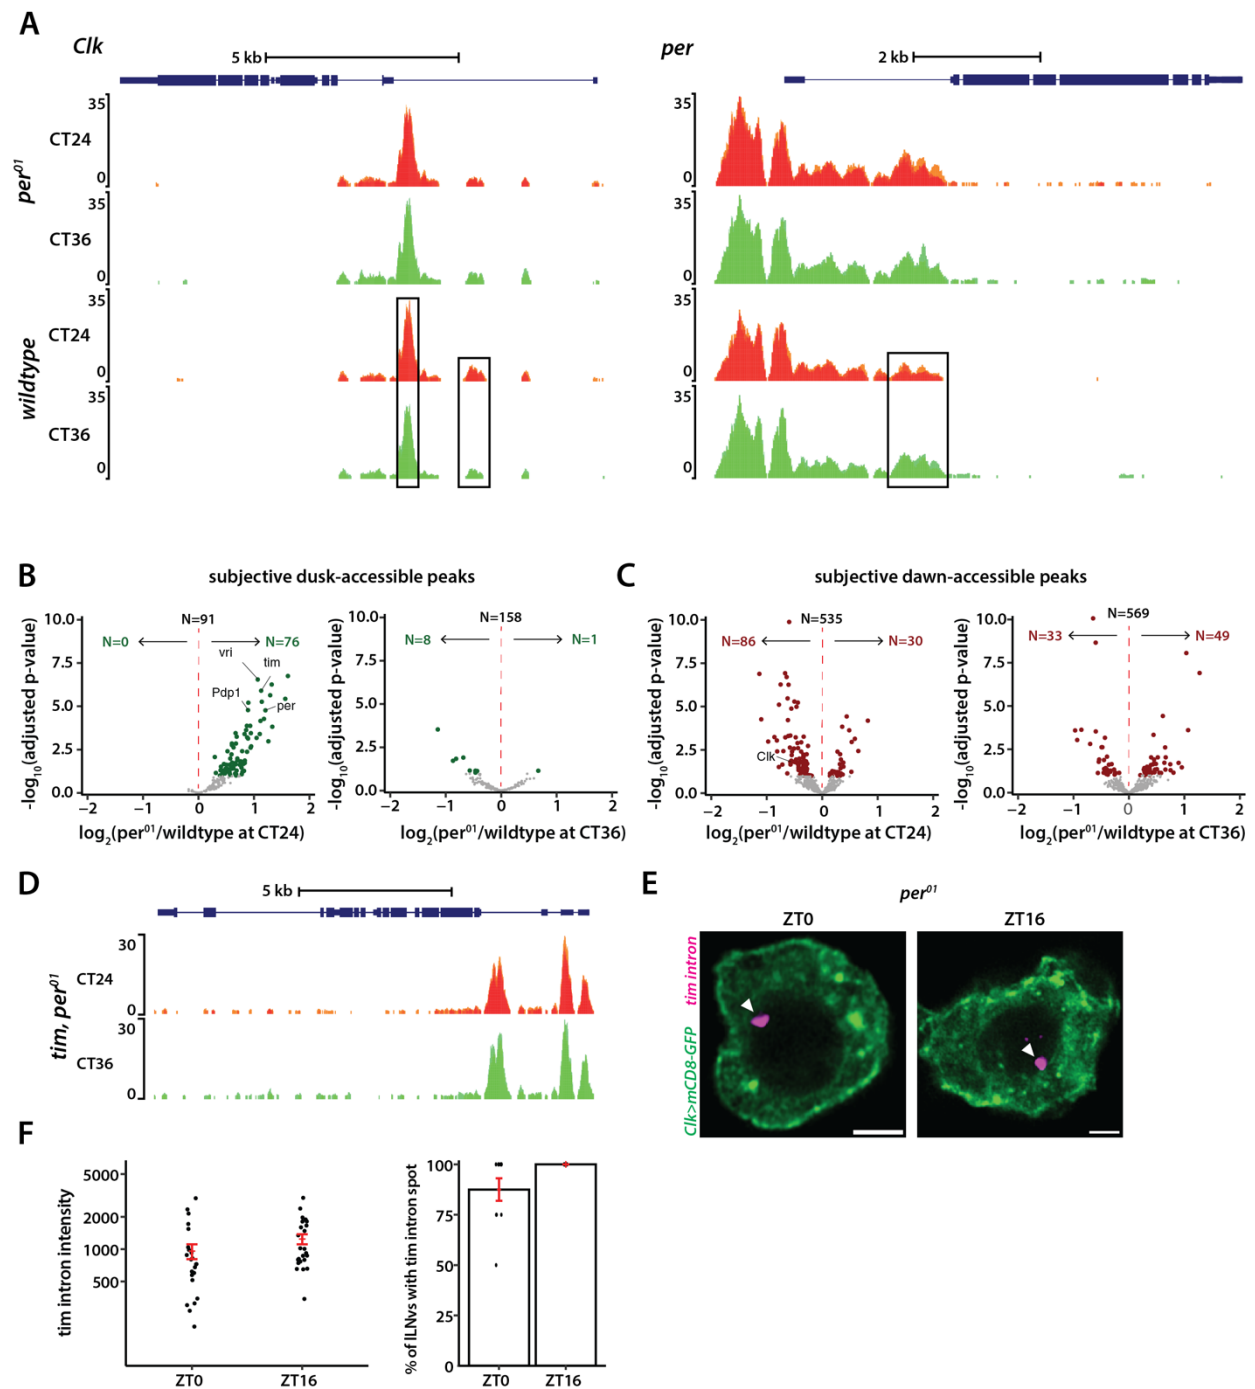 A
Clk
5 kb
per
2 kb
per⁰¹
wildtype
35
CT24
0
35
CT36
0
35
CT24
0
35
CT36
0
35
0
35
0
35
0
35
0
B
subjective dusk-accessible peaks
10.0
7.5
5.0
2.5
0.0
-log₁₀(adjusted p-value)
N=91
N=0
N=76
vri
tim
Pdp1
per
−2
−1
0
1
2
log₂(per⁰¹/wildtype at CT24)
10.0
7.5
5.0
2.5
0.0
-log₁₀(adjusted p-value)
N=158
N=8
N=1
−2
−1
0
1
2
log₂(per⁰¹/wildtype at CT36)
C
subjective dawn-accessible peaks
10.0
7.5
5.0
2.5
0.0
-log₁₀(adjusted p-value)
N=535
N=86
N=30
Clk
−2
−1
0
1
2
log₂(per⁰¹/wildtype at CT24)
10.0
7.5
5.0
2.5
0.0
-log₁₀(adjusted p-value)
N=569
N=33
N=49
−2
−1
0
1
2
log₂(per⁰¹/wildtype at CT36)
D
5 kb
tim, per⁰¹
30
CT24
0
30
CT36
0
E
per⁰¹
ZT0
ZT16
Clk>mCD8-GFP tim intron
F
tim intron intensity
5000
2000
1000
500
ZT0
ZT16
% of lLNvs with tim intron spot
100
75
50
25
0
ZT0
ZT16